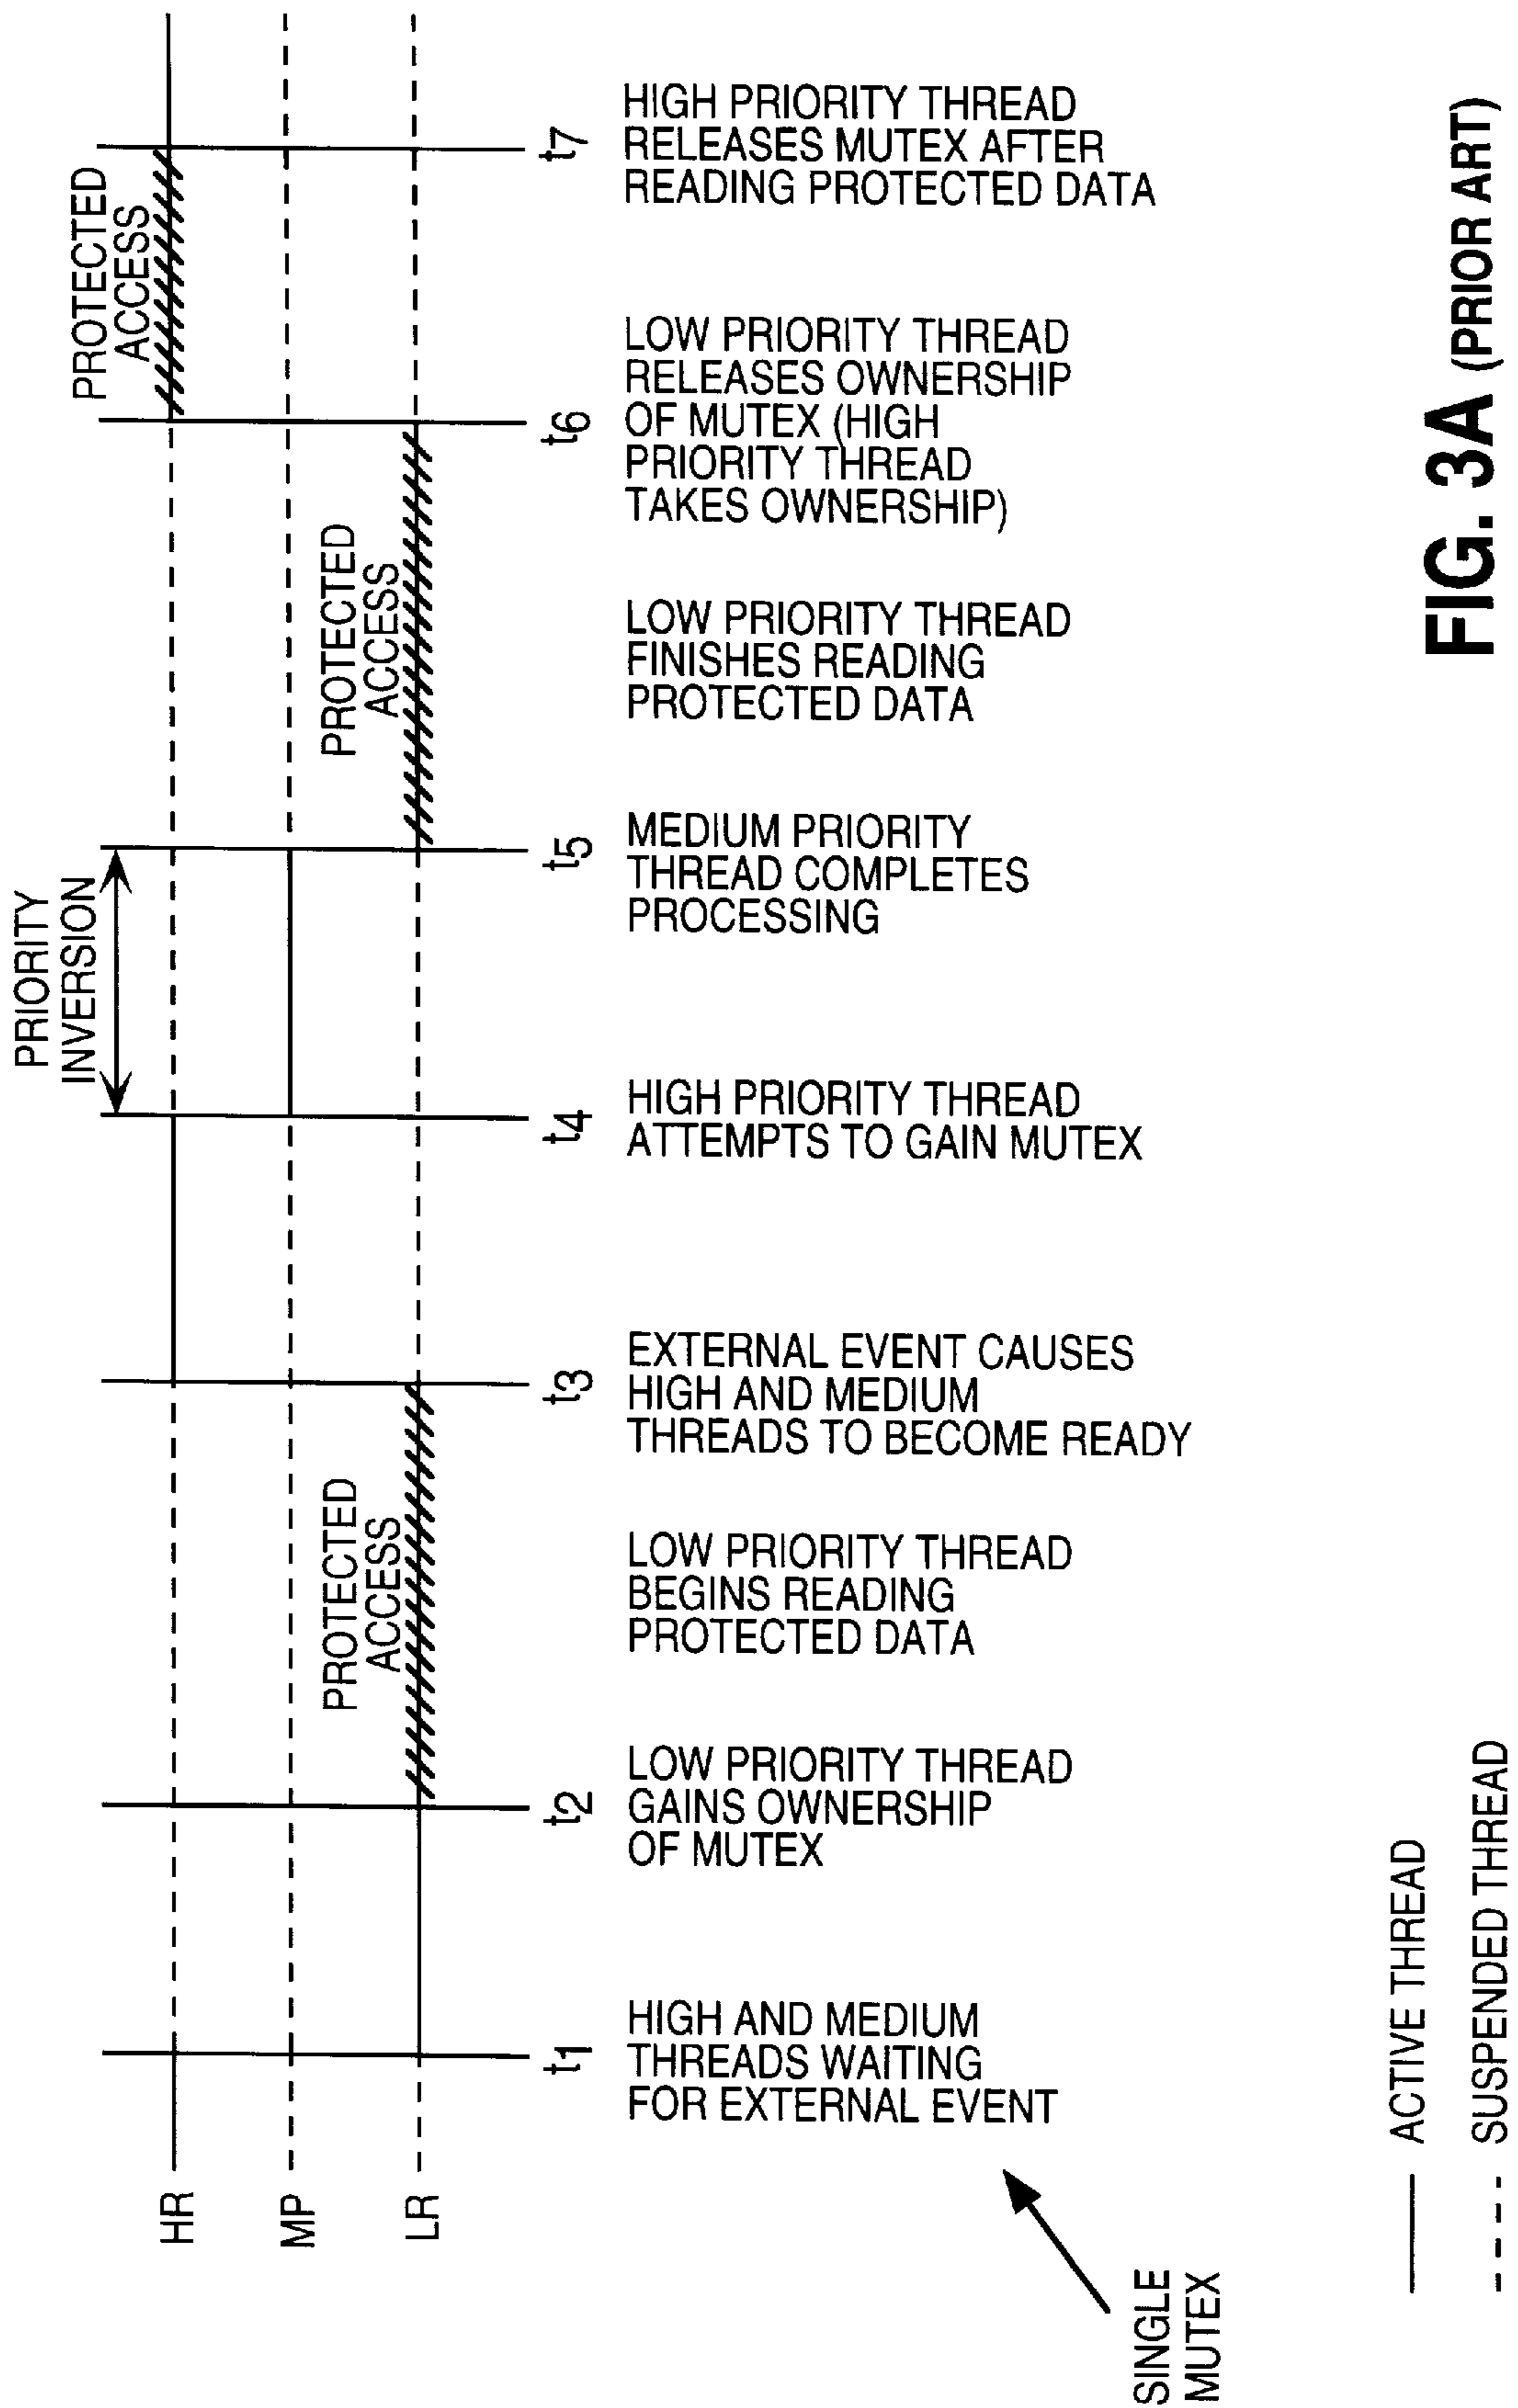 PRIORITY
INVERSION
PROTECTED
ACCESS
HR
MP
PROTECTED
ACCESS
PROTECTED
ACCESS
LR
t1
t2
t3
t4
t5
t6
t7
HIGH AND MEDIUM
THREADS WAITING
FOR EXTERNAL EVENT
LOW PRIORITY THREAD
GAINS OWNERSHIP
OF MUTEX
LOW PRIORITY THREAD
BEGINS READING
PROTECTED DATA
EXTERNAL EVENT CAUSES
HIGH AND MEDIUM
THREADS TO BECOME READY
HIGH PRIORITY THREAD
ATTEMPTS TO GAIN MUTEX
MEDIUM PRIORITY
THREAD COMPLETES
PROCESSING
LOW PRIORITY THREAD
FINISHES READING
PROTECTED DATA
LOW PRIORITY THREAD
RELEASES OWNERSHIP
OF MUTEX (HIGH
PRIORITY THREAD
TAKES OWNERSHIP)
HIGH PRIORITY THREAD
RELEASES MUTEX AFTER
READING PROTECTED DATA
SINGLE
MUTEX
ACTIVE THREAD
SUSPENDED THREAD
FIG. 3A (PRIOR ART)